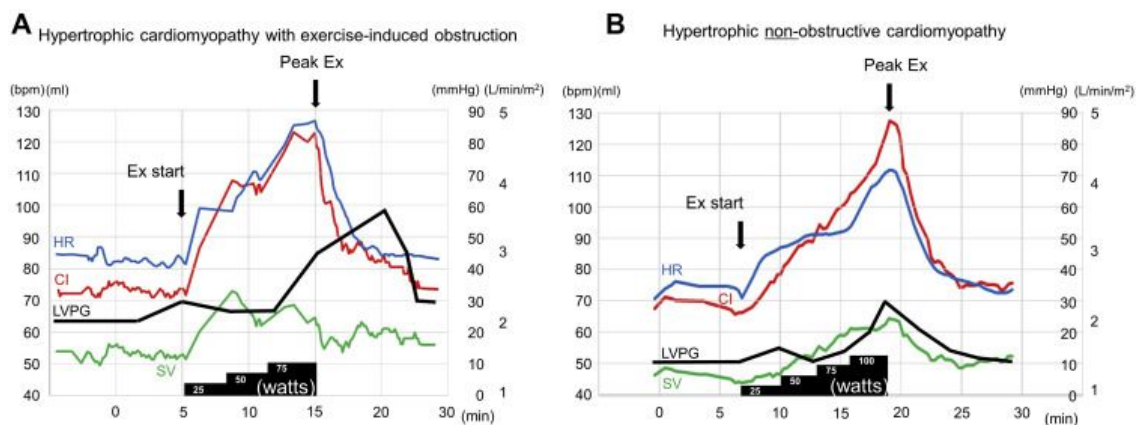 A Hypertrophic cardiomyopathy with exercise-induced obstruction
Peak Ex
(bpm)(ml)
(mmHg) (L/min/m²)
130
120
110
100
90
80
70
60
50
40
90
80
70
60
50
40
30
20
10
0
5
4
3
2
1
Ex start
HR
CI
LVPG
SV
25
50
75
(watts)
0 5 10 15 20 25 30
(min)
B Hypertrophic non-obstructive cardiomyopathy
Peak Ex
(bpm)(ml)
(mmHg) (L/min/m²)
130
120
110
100
90
80
70
60
50
40
90
80
70
60
50
40
30
20
10
0
5
4
3
2
1
Ex start
HR
CI
LVPG
SV
25
50
75
100
(watts)
0 5 10 15 20 25 30
(min)